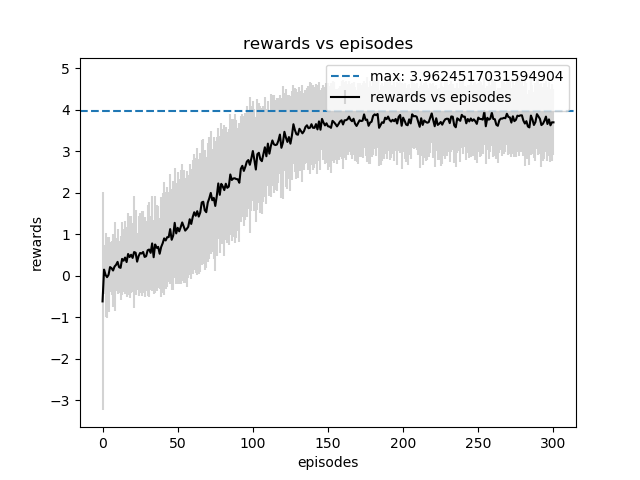 rewards vs episodes
max: 3.9624517031594904
rewards vs episodes
rewards
5
4
3
2
1
0
−1
−2
−3
0 50 100 150 200 250 300
episodes